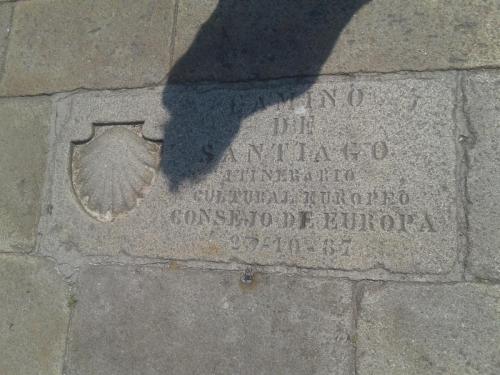 CAMINO
DE
SANTIAGO
ITINERARIO
CULTURAL EUROPEO
CONSEJO DE EUROPA
23-10-87